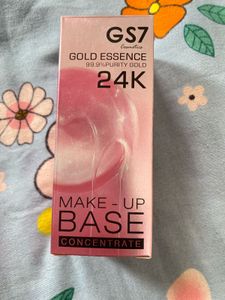 GS7
Cosmetics
GOLD ESSENCE
99.9%PURITY GOLD
24K
MAKE-UP
BASE
CONCENTRATE